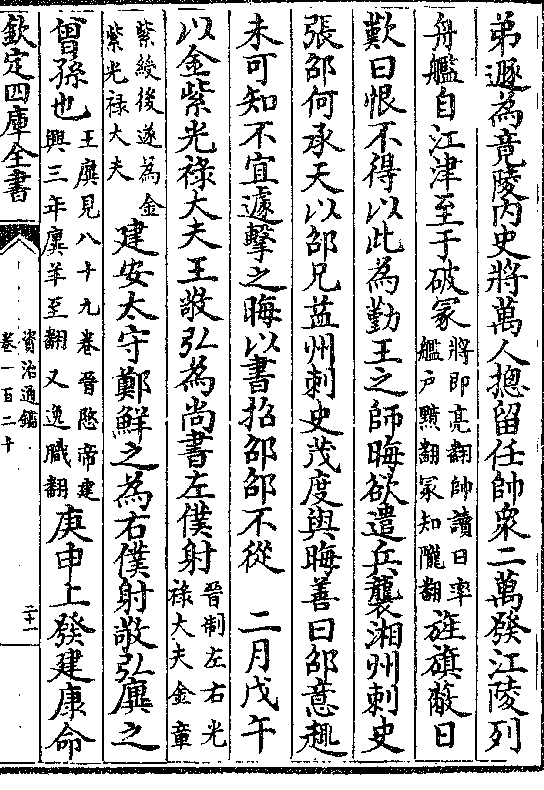 弟遯為竟陵内史將萬人摠留任帥衆二萬發江陵列
舟艦自江津至于破冢將即亮翻帥讀曰率艦户黯翻冢知隴翻旌旗蔽日
歎曰恨不得以此為勤王之師晦欲遣兵襲湘州刺史
張邵何承天以邵兄益州刺史茂度與晦善曰邵意趣
未可知不宜遽擊之晦以書招邵邵不從　二月戊午
以金紫光禄大夫王敬弘為尚書左僕射晉制左右光禄大夫金章
紫綬後遂為金紫光禄大夫建安太守鄭鮮之為右僕射敬弘廙之
曾孫也王廙見八十九卷晉愍帝建興三年廙羊至翻又逸職翻庚申上發建康命
欽定四庫全書
資治通鑑
卷一百二十
二十一